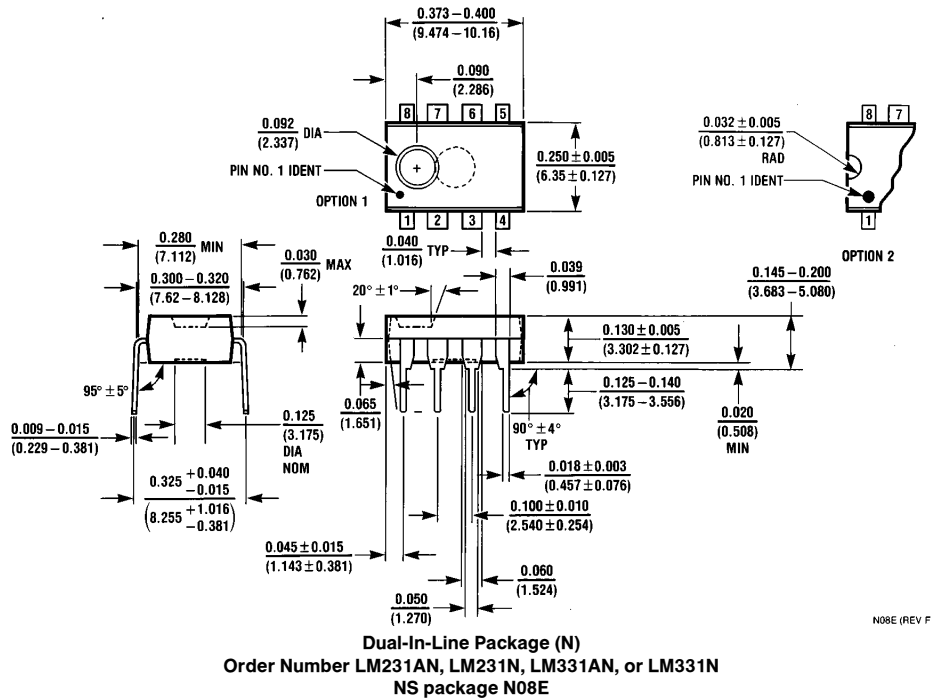 0.373–0.400
(9.474–10.16)
0.090
(2.286)
8 7 6 5
0.092 DIA
(2.337)
PIN NO. 1 IDENT
OPTION 1
1 2 3 4
0.250 ± 0.005
(6.35 ± 0.127)
8 7
0.032 ± 0.005
(0.813 ± 0.127)
RAD
PIN NO. 1 IDENT
1
OPTION 2
0.280 MIN
(7.112)
0.300–0.320
(7.62–8.128)
0.030 MAX
(0.762)
0.040 TYP
(1.016)
0.039
(0.991)
20° ± 1°
0.145–0.200
(3.683–5.080)
0.130 ± 0.005
(3.302 ± 0.127)
0.125–0.140
(3.175–3.556)
0.020
(0.508)
MIN
95° ± 5°
0.009–0.015
(0.229–0.381)
0.125
(3.175)
DIA
NOM
0.065
(1.651)
90° ± 4°
TYP
0.018 ± 0.003
(0.457 ± 0.076)
0.325 +0.040
−0.015
(8.255 +1.016
−0.381)
0.100 ± 0.010
(2.540 ± 0.254)
0.045 ± 0.015
(1.143 ± 0.381)
0.060
(1.524)
0.050
(1.270)
N08E (REV F
Dual-In-Line Package (N)
Order Number LM231AN, LM231N, LM331AN, or LM331N
NS package N08E